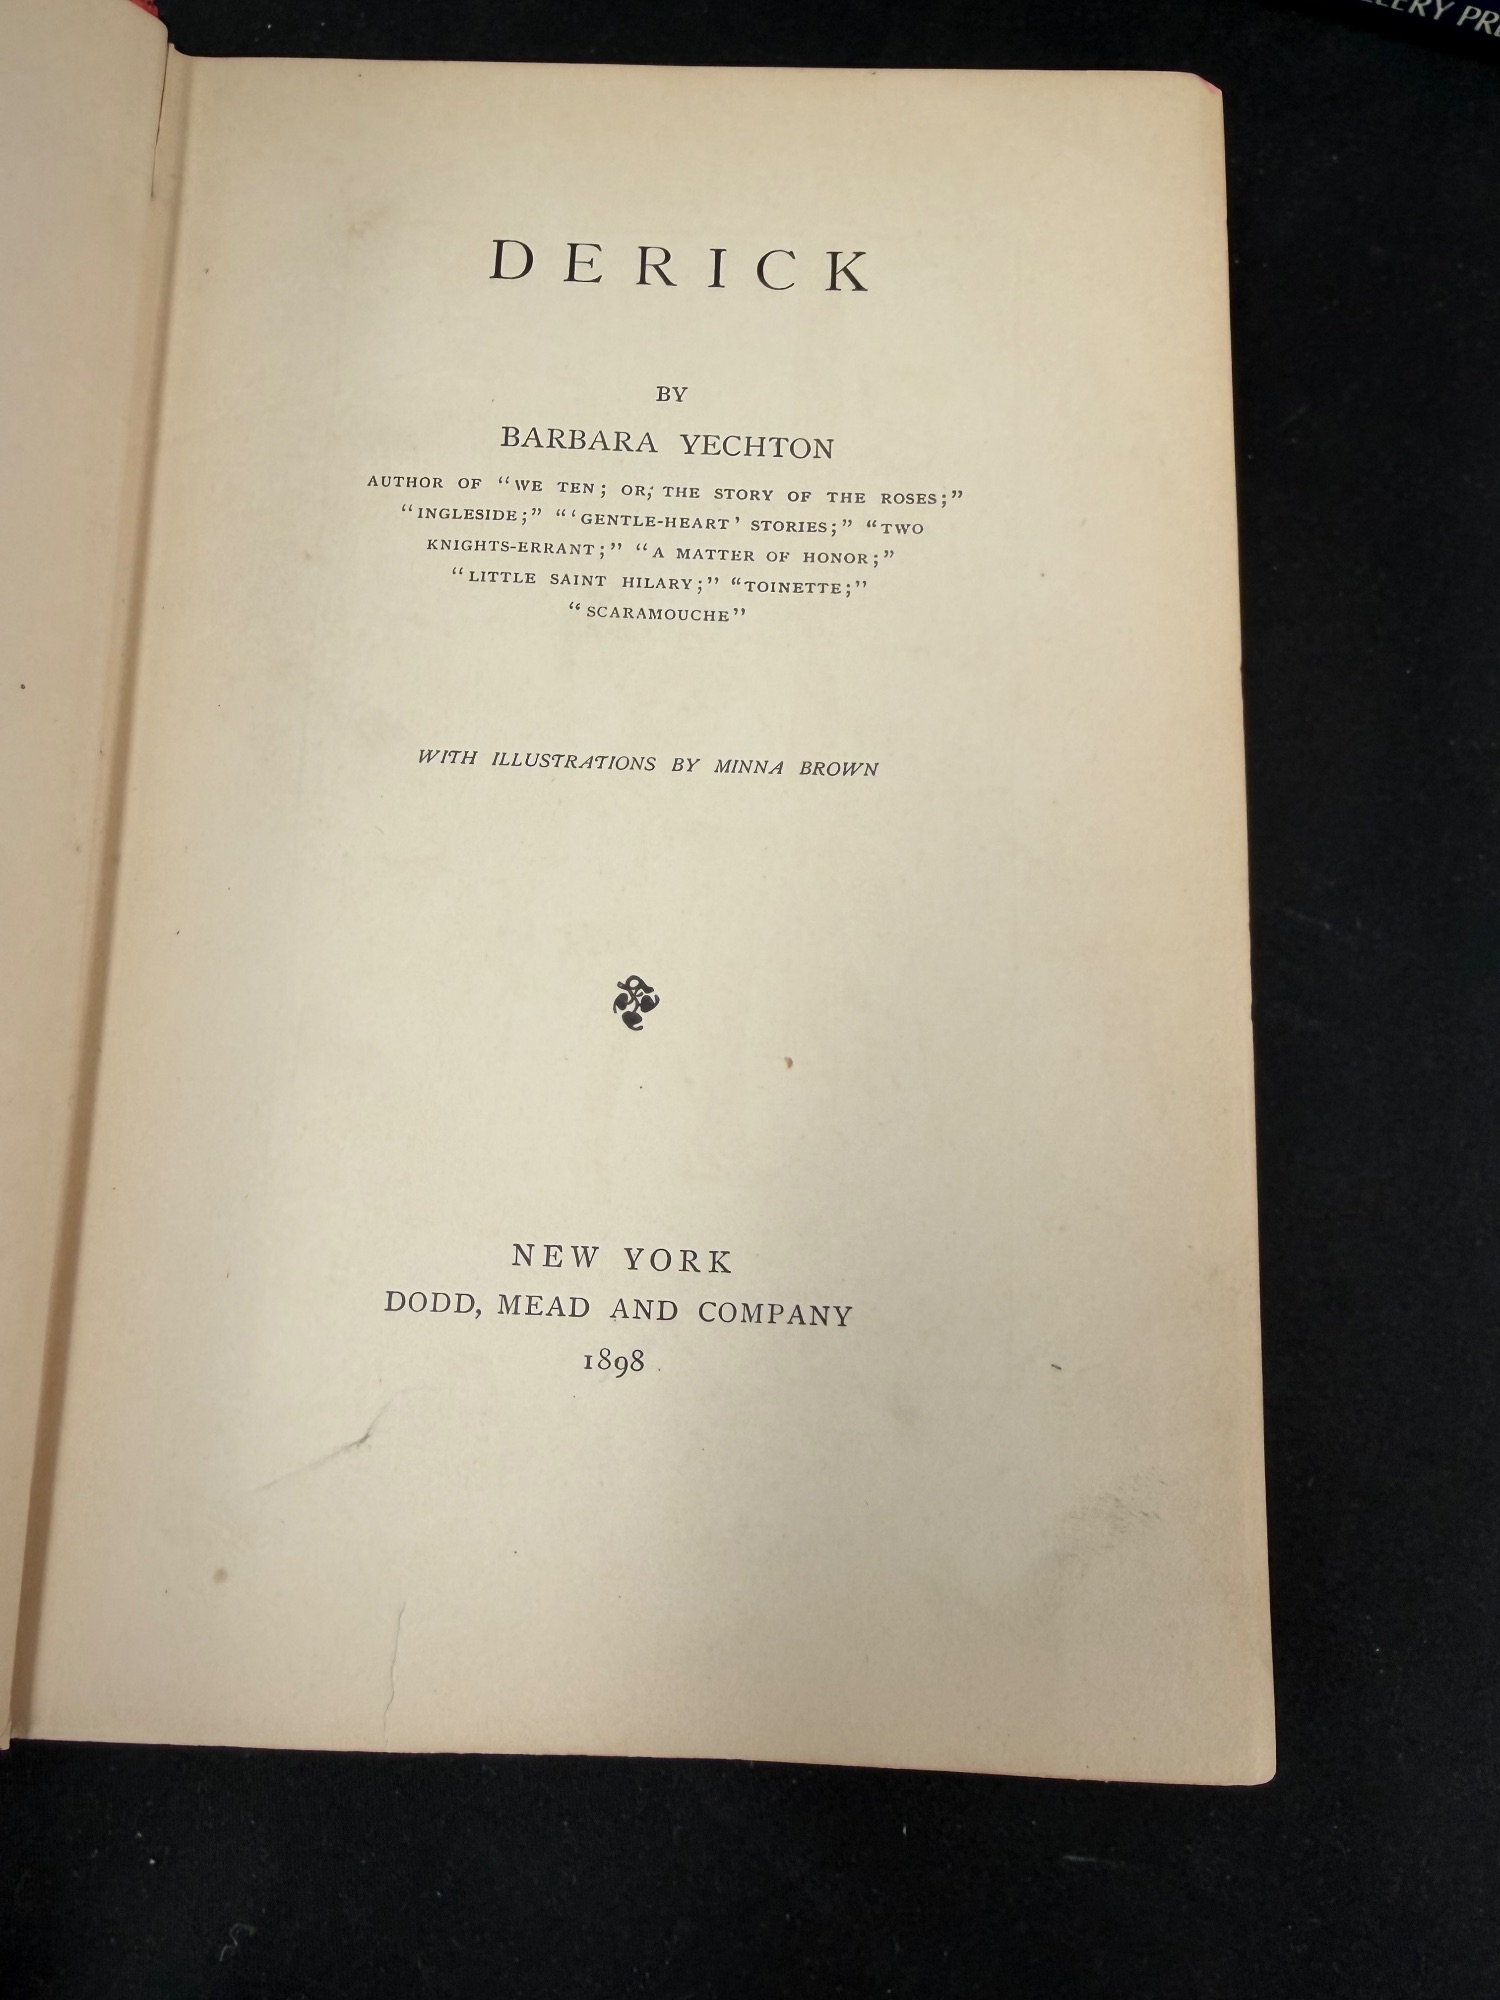 DERICK
BY
BARBARA YECHTON
AUTHOR OF “WE TEN; OR, THE STORY OF THE ROSES;”
“INGLESIDE;” “‘GENTLE-HEART’ STORIES;” “TWO
KNIGHTS-ERRANT;” “A MATTER OF HONOR;”
“LITTLE SAINT HILARY;” “TOINETTE;”
“SCARAMOUCHE”
WITH ILLUSTRATIONS BY MINNA BROWN
NEW YORK
DODD, MEAD AND COMPANY
1898